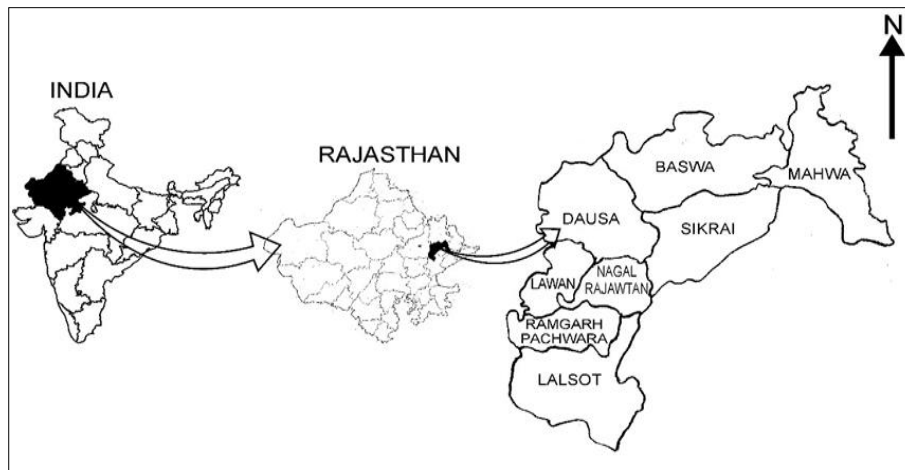 N
INDIA
RAJASTHAN
BASWA
MAHWA
DAUSA
SIKRAI
LAWAN
NAGAL
RAJAWTAN
RAMGARH
PACHWARA
LALSOT